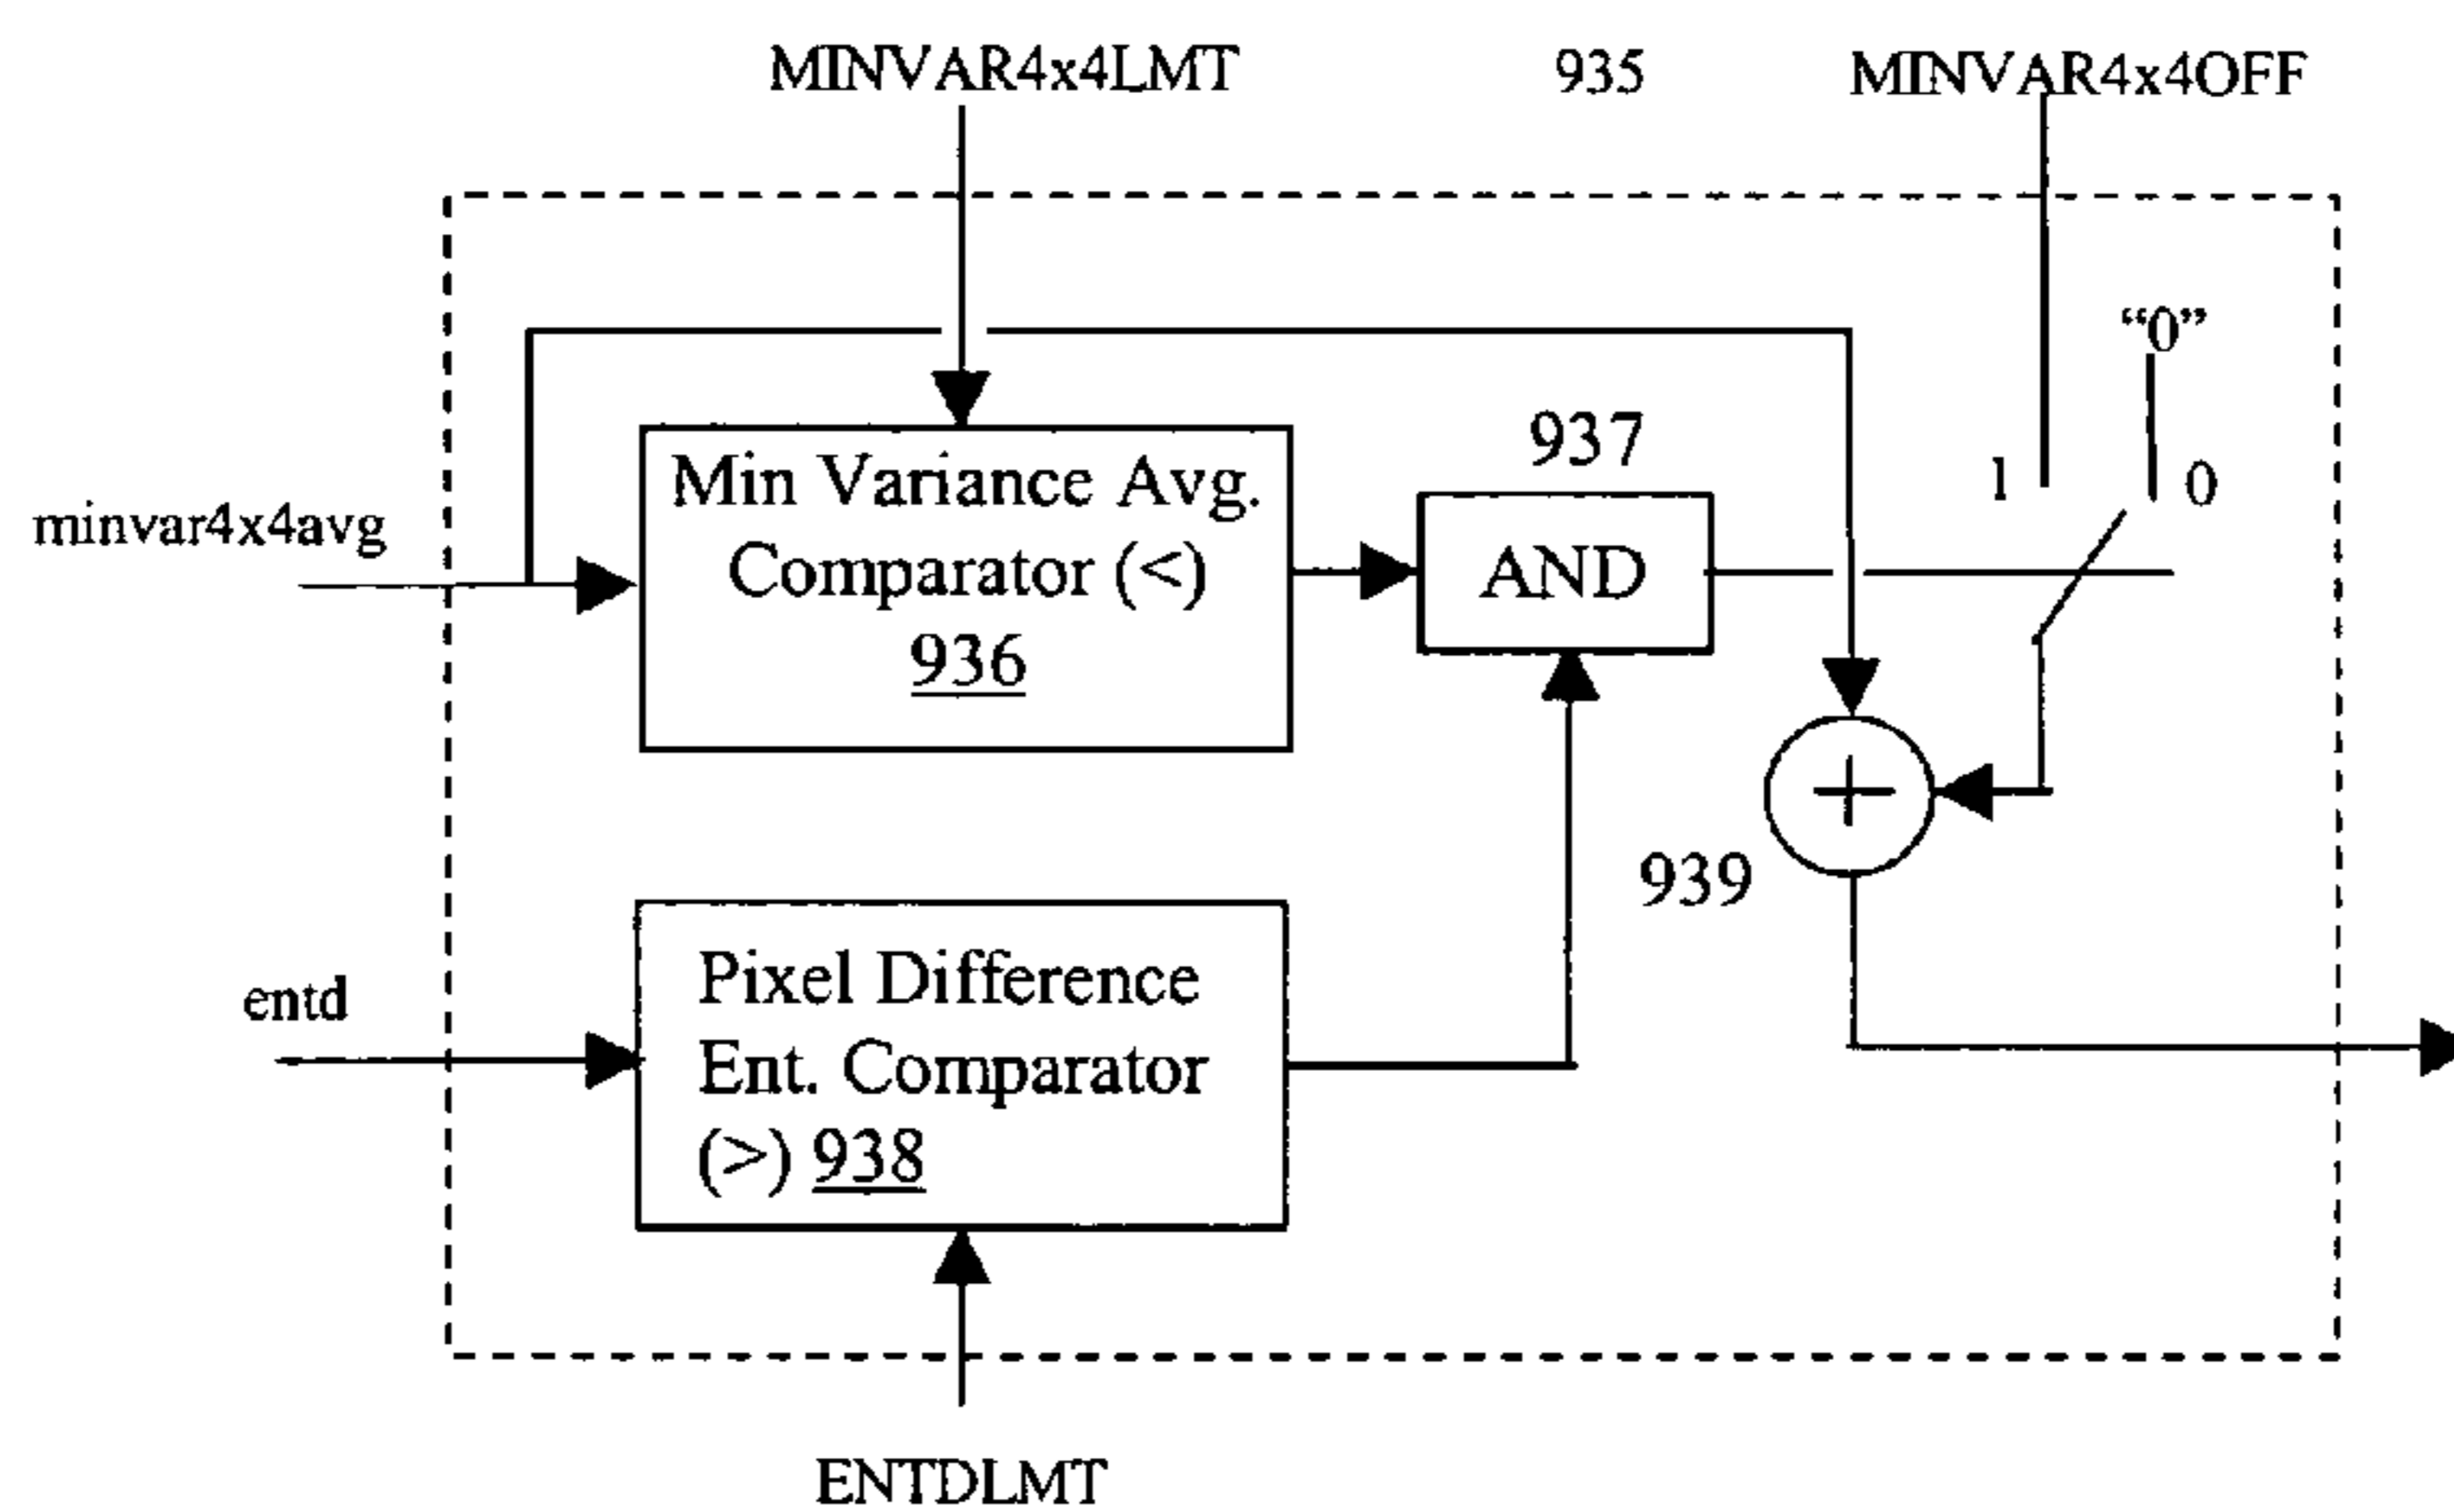 MINVAR4x4LMT
935
MINVAR4x4OFF
“0”
937
1
0
minvar4x4avg
Min Variance Avg.
Comparator (<)
936
AND
+
939
entd
Pixel Difference
Ent. Comparator
(>) 938
ENTDLMT